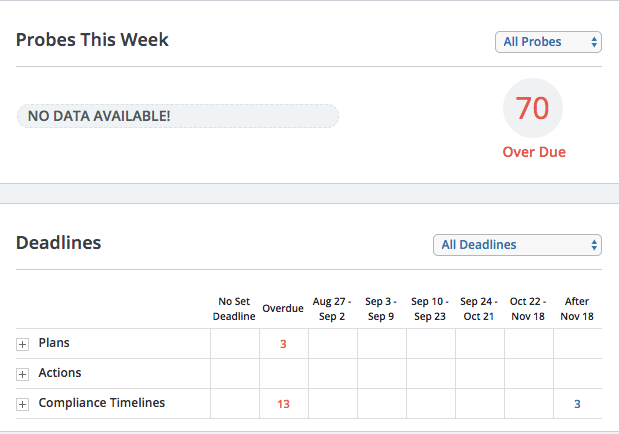 Probes This Week
All Probes
NO DATA AVAILABLE!
70
Over Due
Deadlines
All Deadlines
No Set Deadline Overdue Aug 27 - Sep 2 Sep 3 - Sep 9 Sep 10 - Sep 23 Sep 24 - Oct 21 Oct 22 - Nov 18 After Nov 18
Plans 3
Actions
Compliance Timelines 13 3